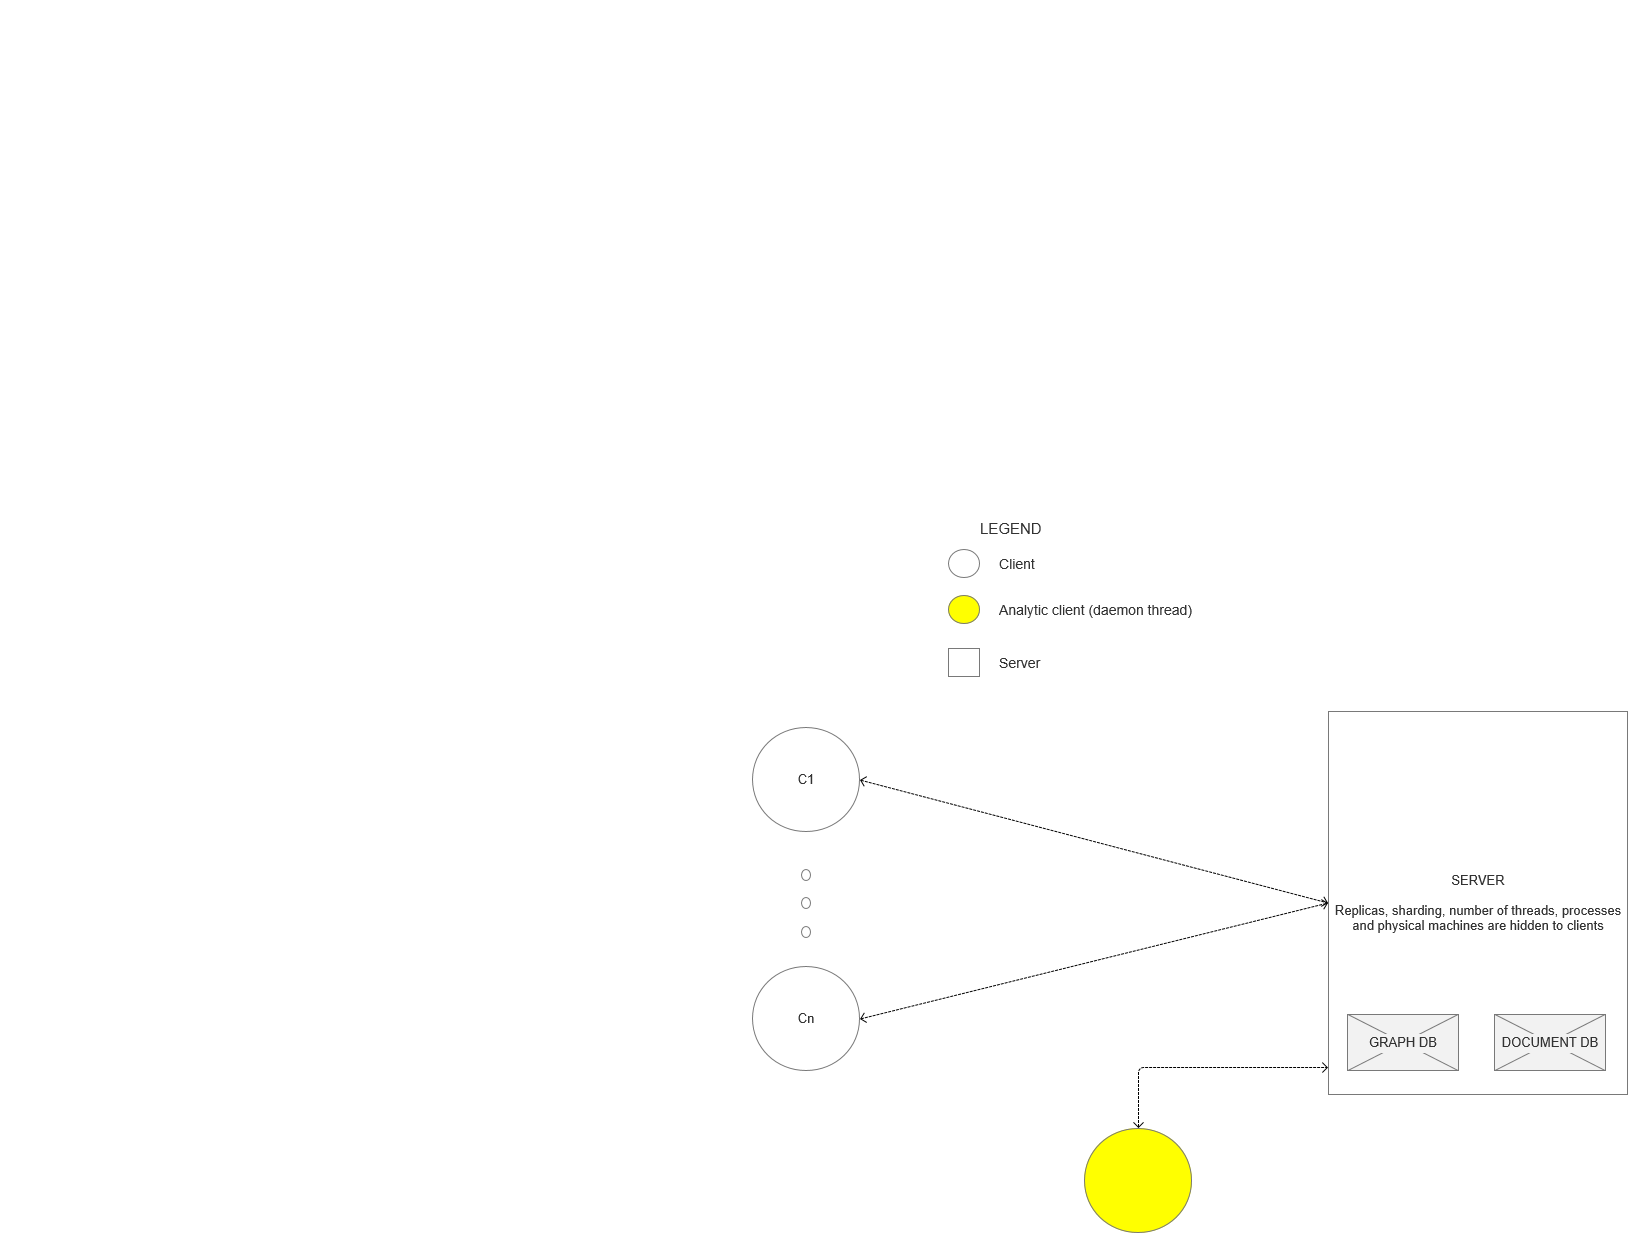 LEGEND
Client
Analytic client (daemon thread)
Server
C1
SERVER
Replicas, sharding, number of threads, processes
and physical machines are hidden to clients
Cn
GRAPH DB
DOCUMENT DB